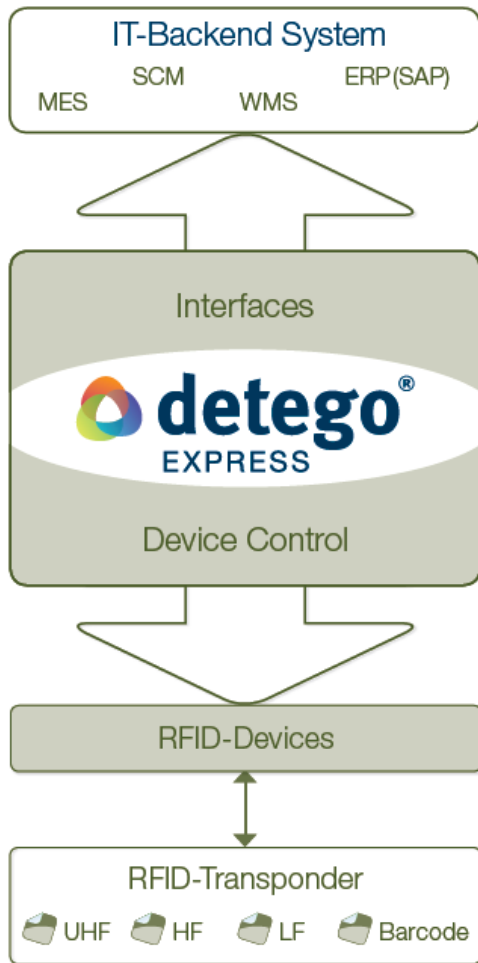 IT-Backend System
SCM ERP(SAP)
MES WMS
Interfaces
detego®
EXPRESS
Device Control
RFID-Devices
RFID-Transponder
UHF HF LF Barcode